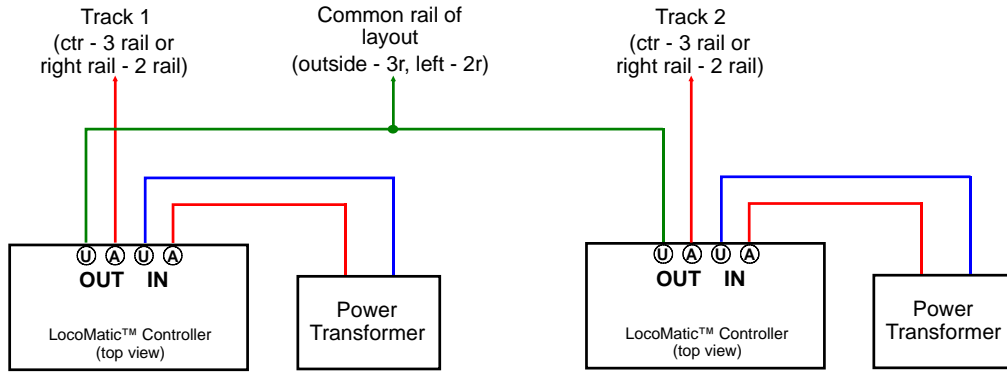 Track 1
(ctr - 3 rail or
right rail - 2 rail)
Common rail of
layout
(outside - 3r, left - 2r)
Track 2
(ctr - 3 rail or
right rail - 2 rail)
U A U A
OUT IN
LocoMatic™ Controller
(top view)
Power
Transformer
U A U A
OUT IN
LocoMatic™ Controller
(top view)
Power
Transformer